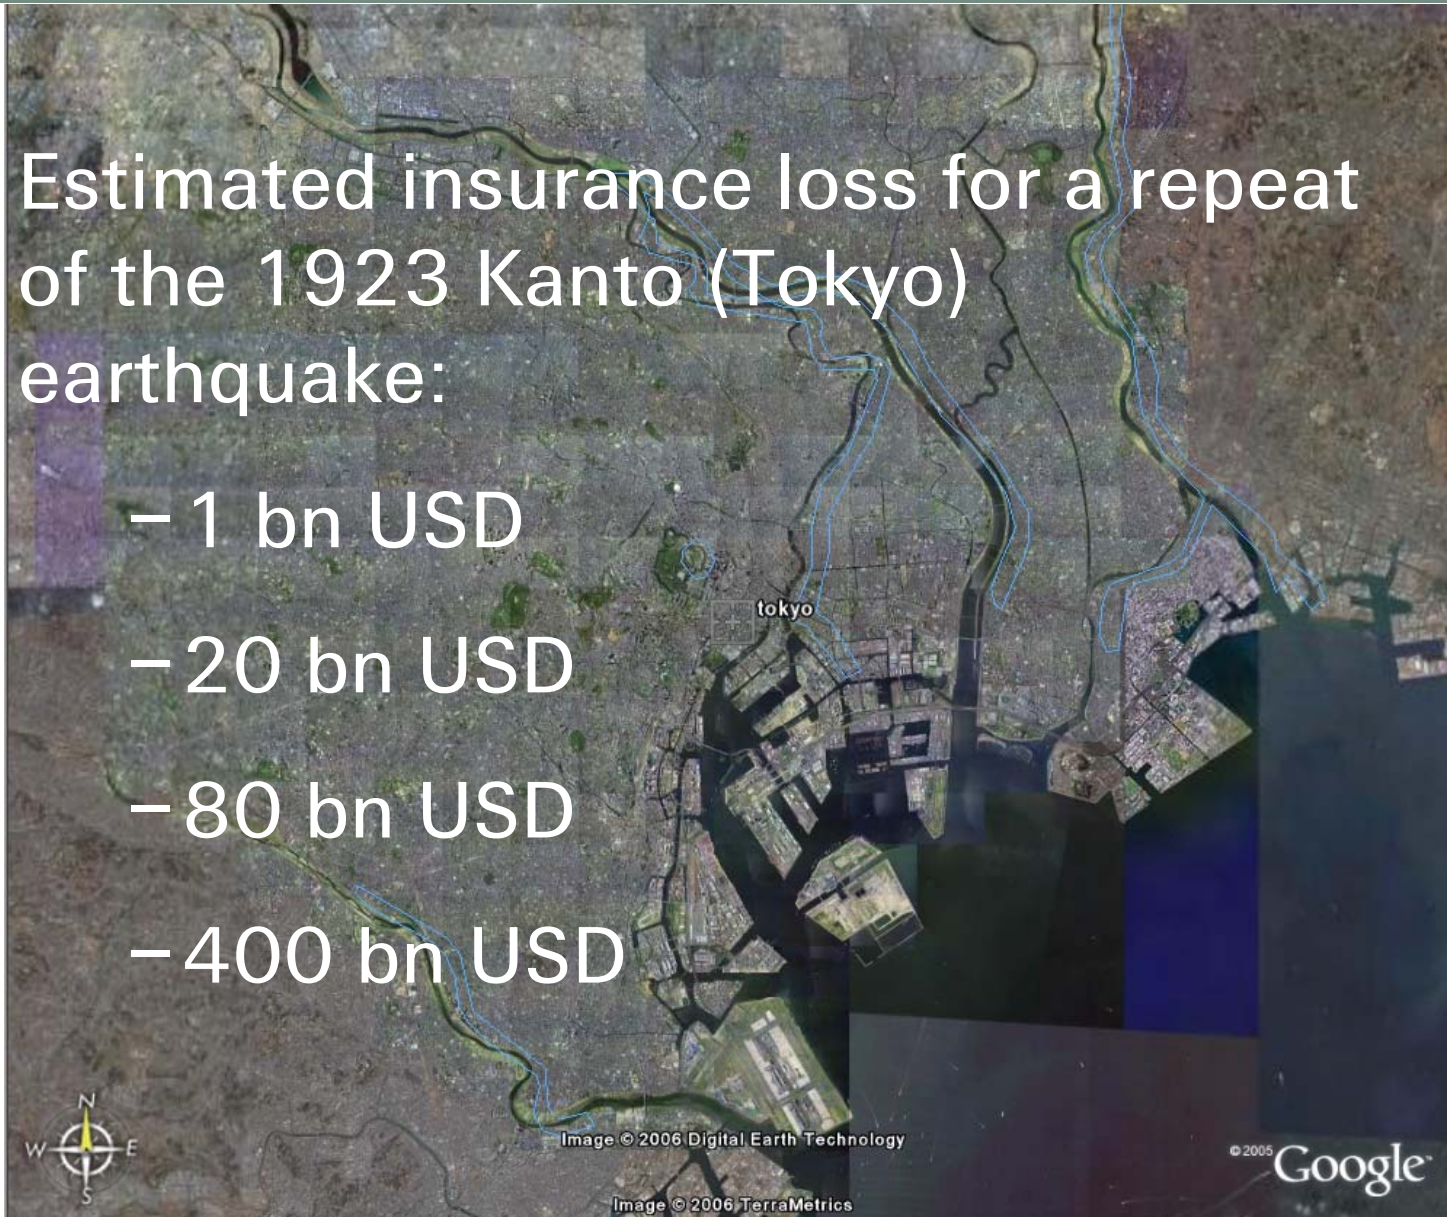 Estimated insurance loss for a repeat
of the 1923 Kanto (Tokyo)
earthquake:
– 1 bn USD
– 20 bn USD
tokyo
– 80 bn USD
– 400 bn USD
N
W E
S
Image © 2006 Digital Earth Technology
© 2005 Google™
Image © 2006 TerraMetrics